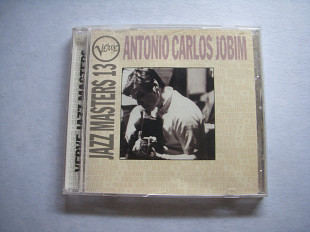 VERVE JAZZ MASTERS
JAZZ MASTERS 13
Verve
ANTONIO CARLOS JOBIM